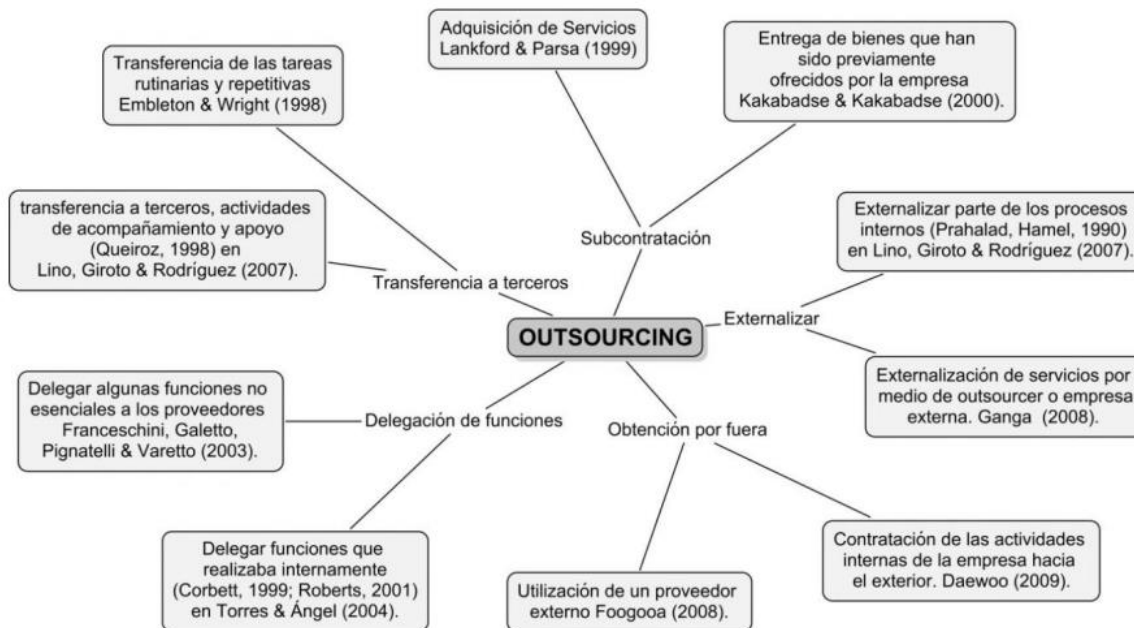 Adquisición de Servicios
Lankford & Parsa (1999)
Entrega de bienes que han
sido previamente
ofrecidos por la empresa
Kakabadse & Kakabadse (2000).
Transferencia de las tareas
rutinarias y repetitivas
Embleton & Wright (1998)
transferencia a terceros, actividades
de acompañamiento y apoyo
(Queiroz, 1998) en
Lino, Giroto & Rodríguez (2007).
Subcontratación
Externalizar parte de los procesos
internos (Prahalad, Hamel, 1990)
en Lino, Giroto & Rodríguez (2007).
Transferencia a terceros
OUTSOURCING
Externalizar
Delegar algunas funciones no
esenciales a los proveedores
Franceschini, Galetto,
Pignatelli & Varetto (2003).
Delegación de funciones
Obtención por fuera
Externalización de servicios por
medio de outsourcer o empresa
externa. Ganga (2008).
Delegar funciones que
realizaba internamente
(Corbett, 1999; Roberts, 2001)
en Torres & Ángel (2004).
Utilización de un proveedor
externo Foogooa (2008).
Contratación de las actividades
internas de la empresa hacia
el exterior. Daewoo (2009).